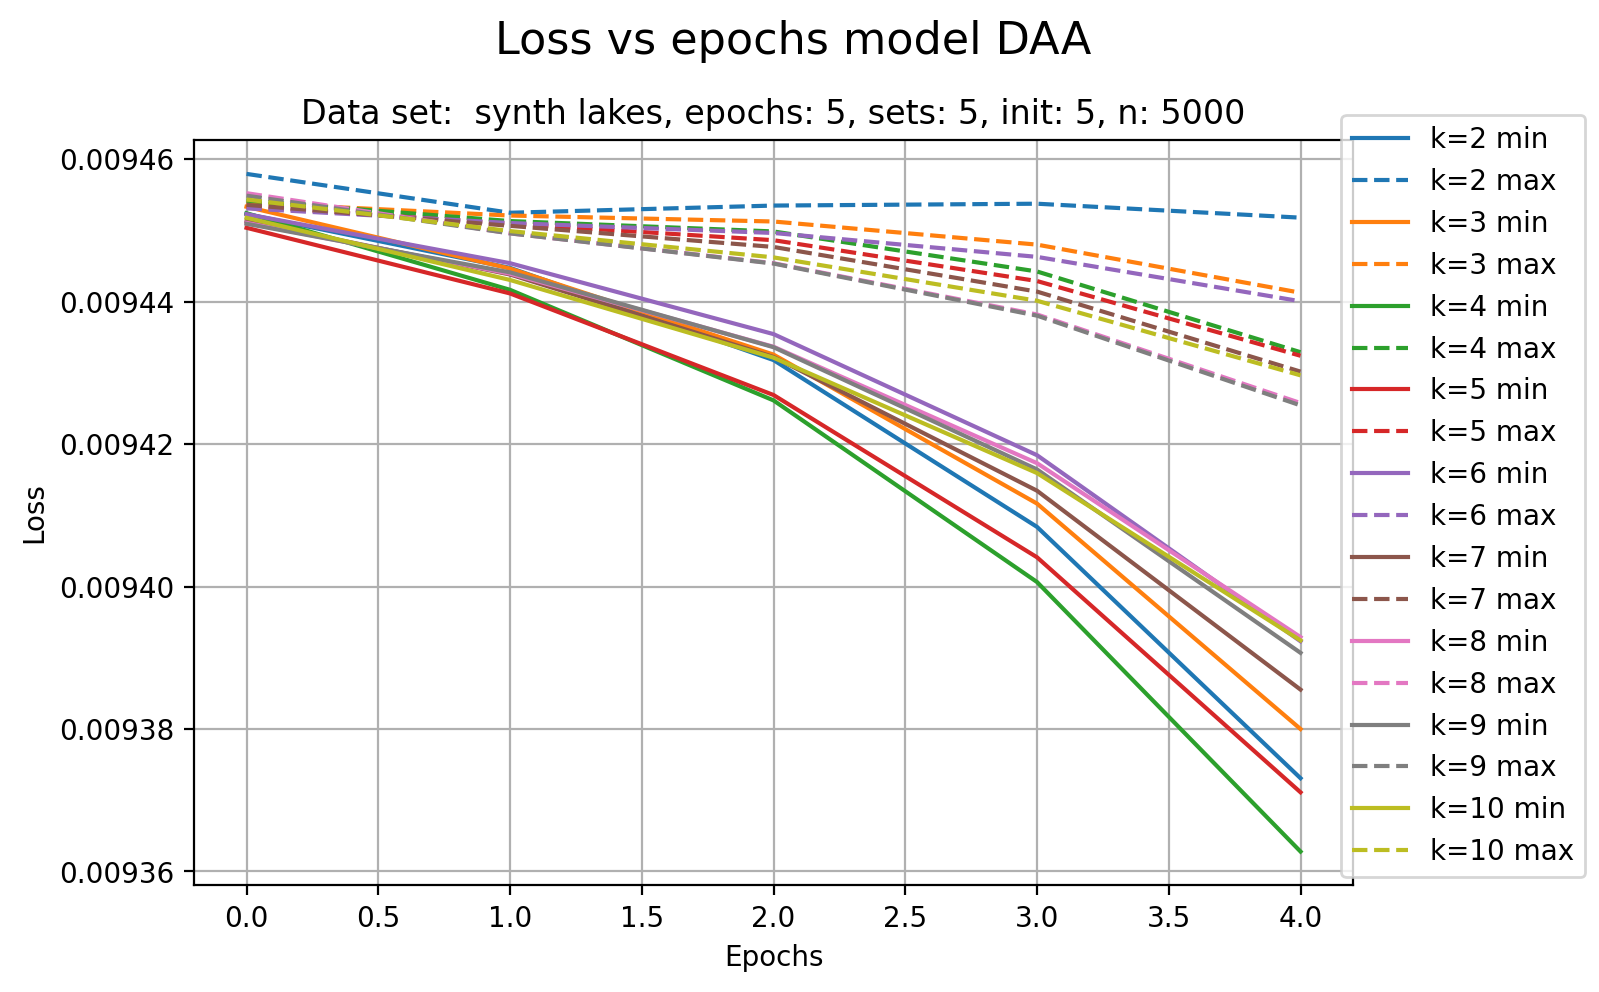 Loss vs epochs model DAA
Data set:  synth lakes, epochs: 5, sets: 5, init: 5, n: 5000
0.00946
0.00944
0.00942
0.00940
0.00938
0.00936
Loss
0.0 0.5 1.0 1.5 2.0 2.5 3.0 3.5 4.0
Epochs
k=2 min
k=2 max
k=3 min
k=3 max
k=4 min
k=4 max
k=5 min
k=5 max
k=6 min
k=6 max
k=7 min
k=7 max
k=8 min
k=8 max
k=9 min
k=9 max
k=10 min
k=10 max